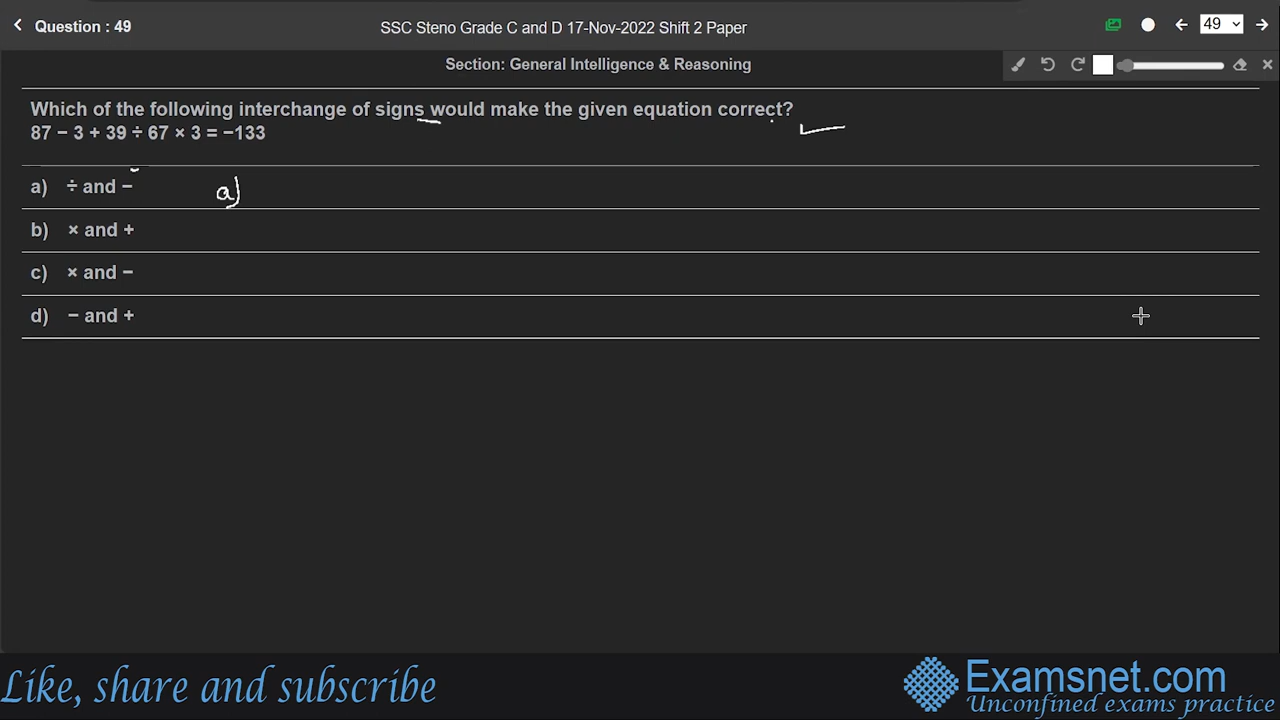 Question : 49
SSC Steno Grade C and D 17-Nov-2022 Shift 2 Paper
49
Section: General Intelligence & Reasoning
Which of the following interchange of signs would make the given equation correct?
87 − 3 + 39 ÷ 67 × 3 = −133
a) ÷ and −
a)
b) × and +
c) × and −
d) − and +
Like, share and subscribe
Examsnet.com
Unconfined exams practice